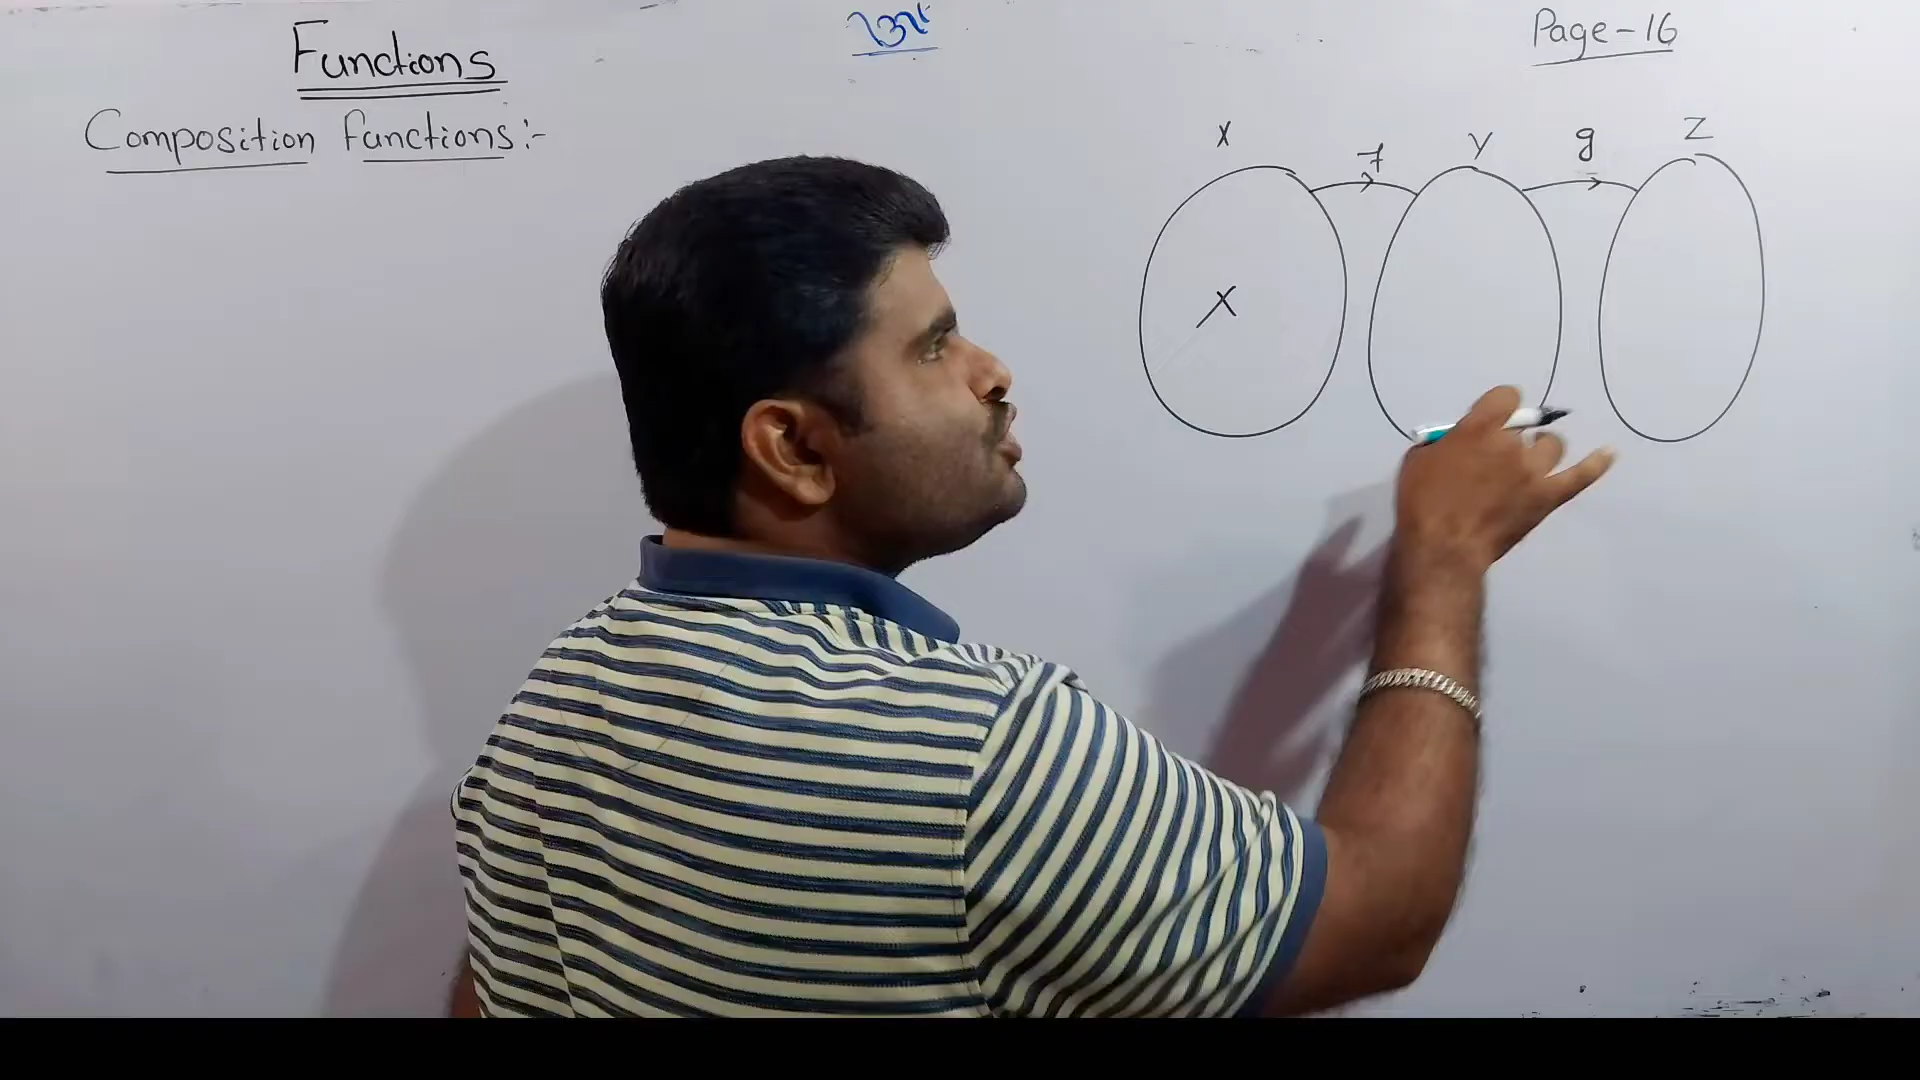 Functions
Page-16
Composition functions:-
X f Y g Z
x